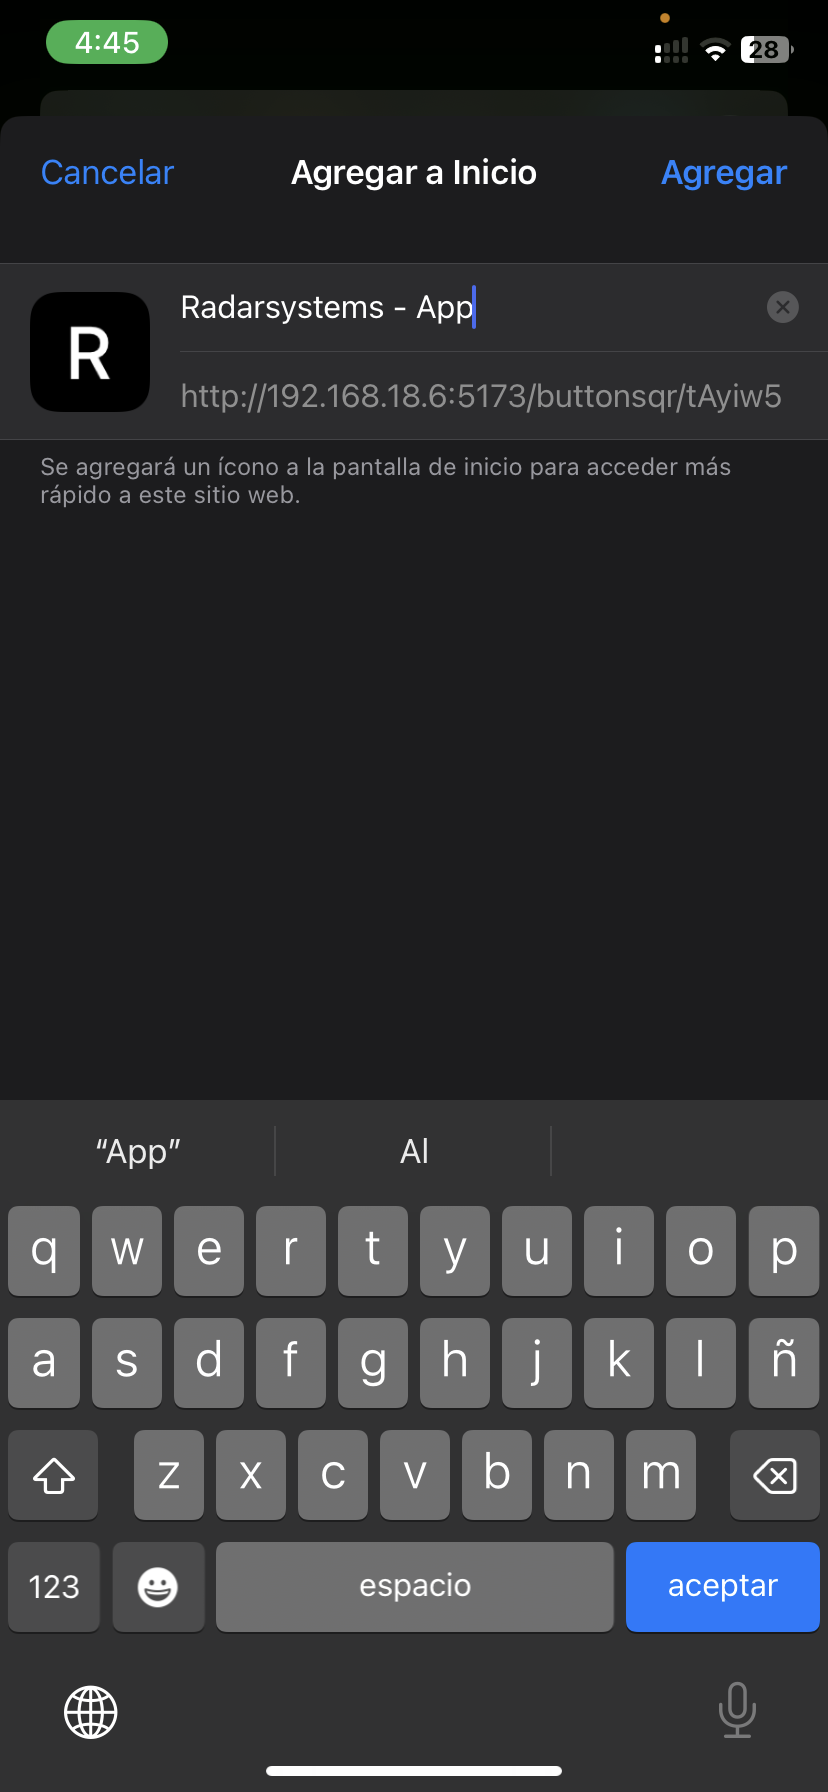 4:45
28
Cancelar
Agregar a Inicio
Agregar
R
Radarsystems - App
http://192.168.18.6:5173/buttonsqr/tAyiw5
Se agregará un ícono a la pantalla de inicio para acceder más
rápido a este sitio web.
“App”
Al
q w e r t y u i o p
a s d f g h j k l ñ
z x c v b n m
123
espacio
aceptar